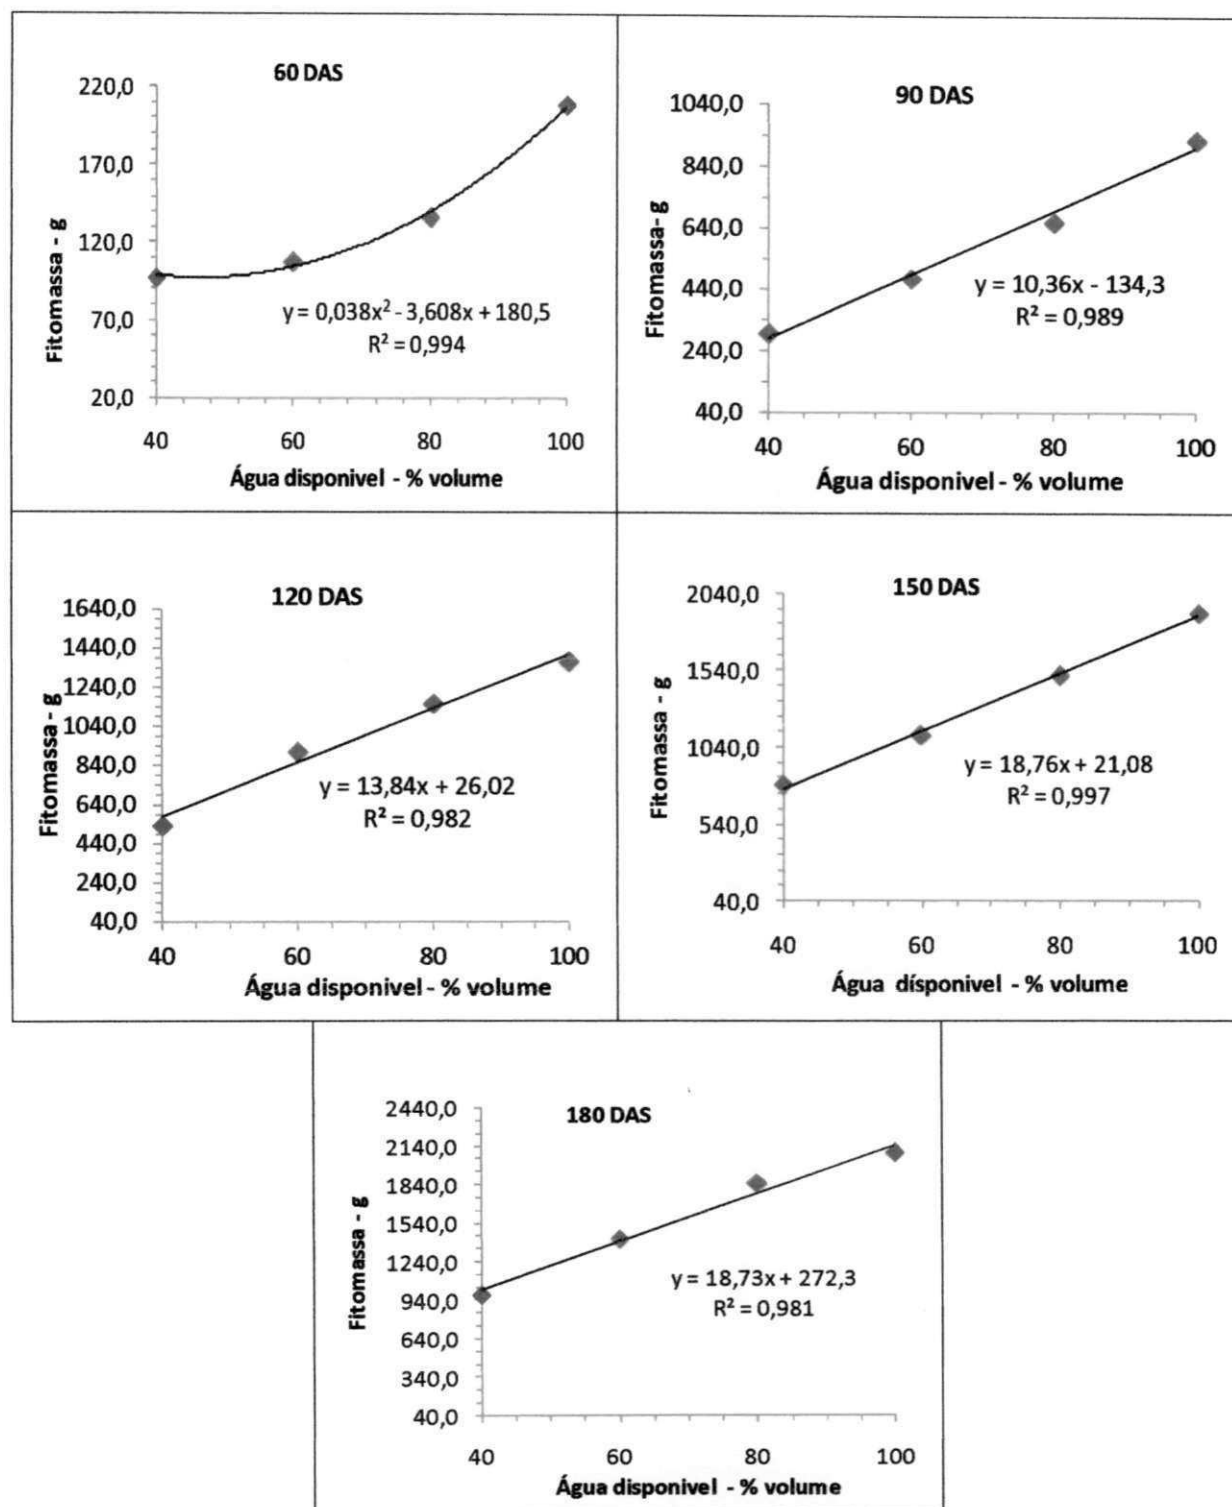 60 DAS
220,0
170,0
120,0
70,0
20,0
Fitomassa - g
y = 0,038x² - 3,608x + 180,5
R² = 0,994
40 60 80 100
Água disponivel - % volume
90 DAS
1040,0
840,0
640,0
440,0
240,0
40,0
Fitomassa- g
y = 10,36x - 134,3
R² = 0,989
40 60 80 100
Água disponivel - % volume
120 DAS
1640,0
1440,0
1240,0
1040,0
840,0
640,0
440,0
240,0
40,0
Fitomassa - g
y = 13,84x + 26,02
R² = 0,982
40 60 80 100
Água disponivel - % volume
150 DAS
2040,0
1540,0
1040,0
540,0
40,0
Fitomassa - g
y = 18,76x + 21,08
R² = 0,997
40 60 80 100
Água dísponivel - % volume
180 DAS
2440,0
2140,0
1840,0
1540,0
1240,0
940,0
640,0
340,0
40,0
Fitomassa - g
y = 18,73x + 272,3
R² = 0,981
40 60 80 100
Água disponivel - % volume